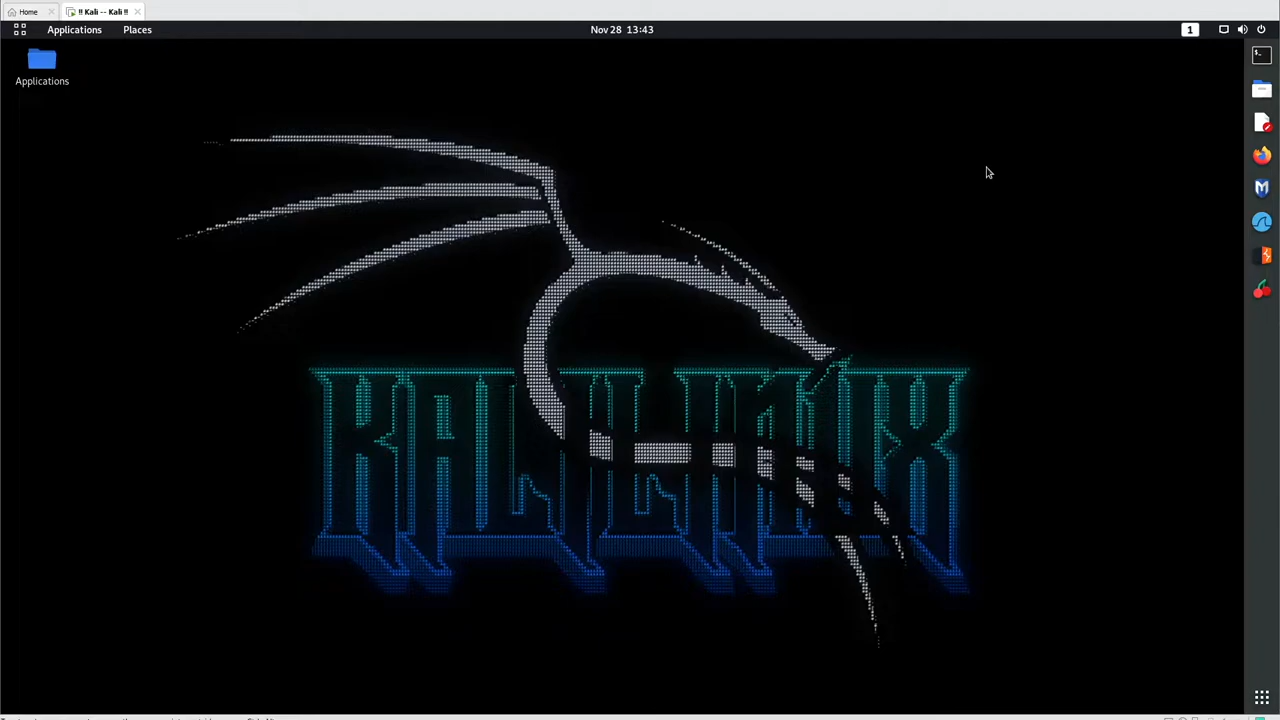 Home
!! Kali -- Kali !!
Applications
Places
Nov 28 13:43
1
Applications
KALI LINUX